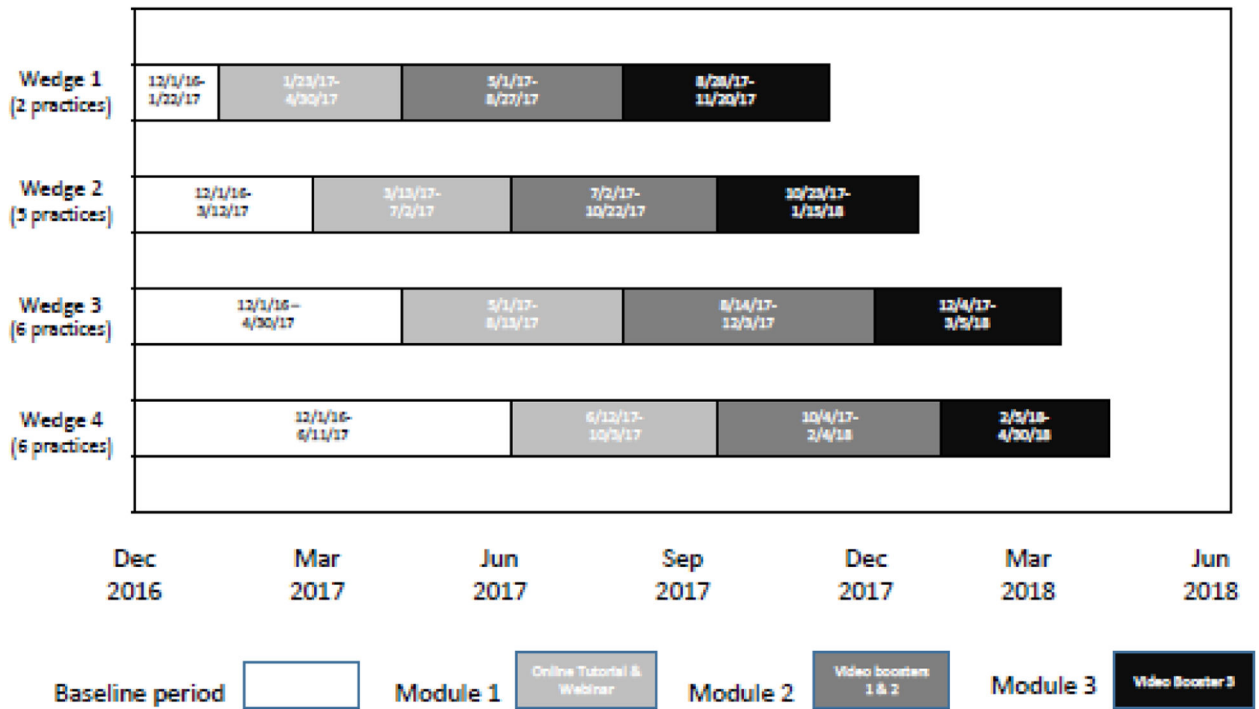 Wedge 1
(2 practices)
12/1/16-
1/22/17
1/23/17-
4/30/17
5/1/17-
8/27/17
8/28/17-
11/20/17
Wedge 2
(5 practices)
12/1/16-
3/12/17
3/13/17-
7/2/17
7/2/17-
10/22/17
10/23/17-
1/15/18
Wedge 3
(6 practices)
12/1/16–
4/30/17
5/1/17-
8/13/17
8/14/17-
12/3/17
12/4/17-
3/5/18
Wedge 4
(6 practices)
12/1/16-
6/11/17
6/12/17-
10/3/17
10/4/17-
2/4/18
2/5/18-
4/30/18
Dec
2016
Mar
2017
Jun
2017
Sep
2017
Dec
2017
Mar
2018
Jun
2018
Baseline period
Module 1
Online Tutorial &
Webinar
Module 2
Video boosters
1 & 2
Module 3
Video Booster 3